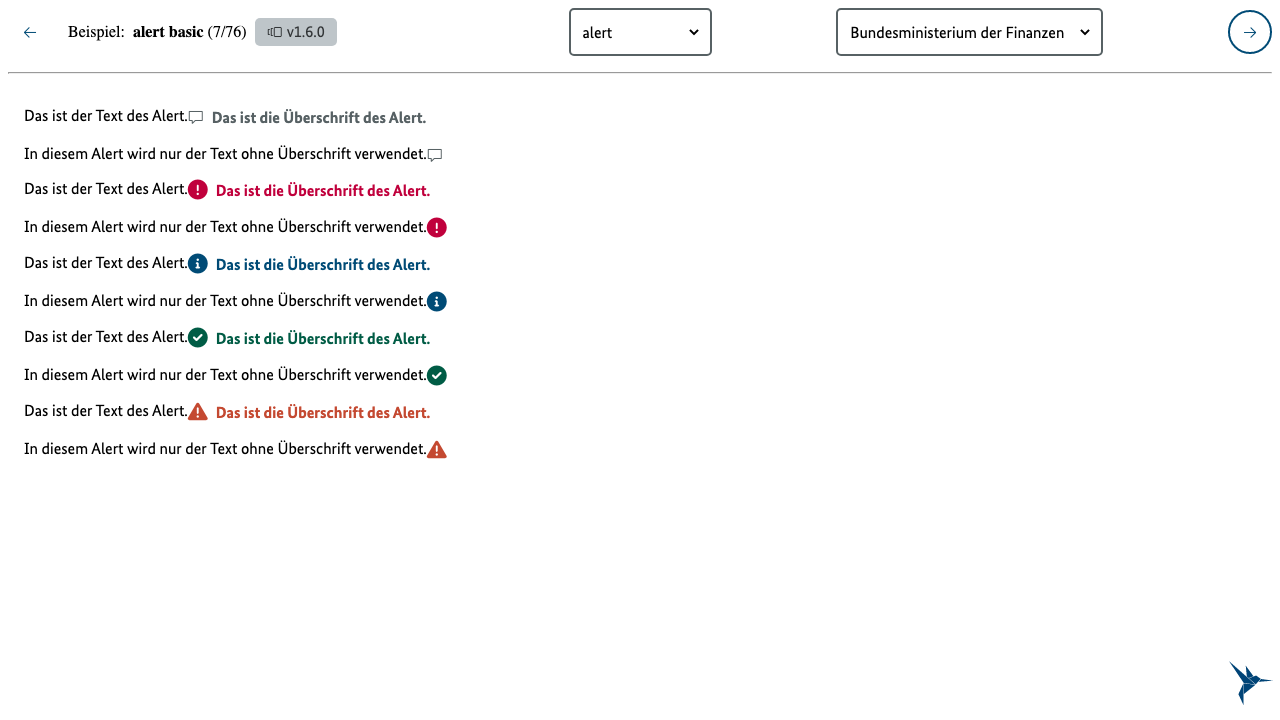 Beispiel: alert basic (7/76) v1.6.0 alert Bundesministerium der Finanzen
Das ist der Text des Alert. Das ist die Überschrift des Alert.
In diesem Alert wird nur der Text ohne Überschrift verwendet.
Das ist der Text des Alert. Das ist die Überschrift des Alert.
In diesem Alert wird nur der Text ohne Überschrift verwendet.
Das ist der Text des Alert. Das ist die Überschrift des Alert.
In diesem Alert wird nur der Text ohne Überschrift verwendet.
Das ist der Text des Alert. Das ist die Überschrift des Alert.
In diesem Alert wird nur der Text ohne Überschrift verwendet.
Das ist der Text des Alert. Das ist die Überschrift des Alert.
In diesem Alert wird nur der Text ohne Überschrift verwendet.